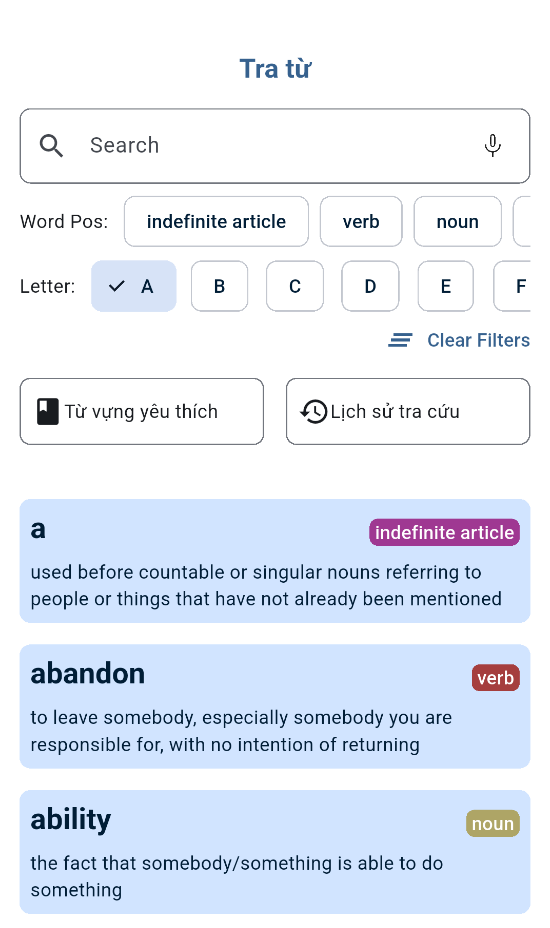 Tra từ
Search
Word Pos: indefinite article verb noun
Letter: A B C D E F
Clear Filters
Từ vựng yêu thích Lịch sử tra cứu
a indefinite article
used before countable or singular nouns referring to
people or things that have not already been mentioned
abandon verb
to leave somebody, especially somebody you are
responsible for, with no intention of returning
ability noun
the fact that somebody/something is able to do
something